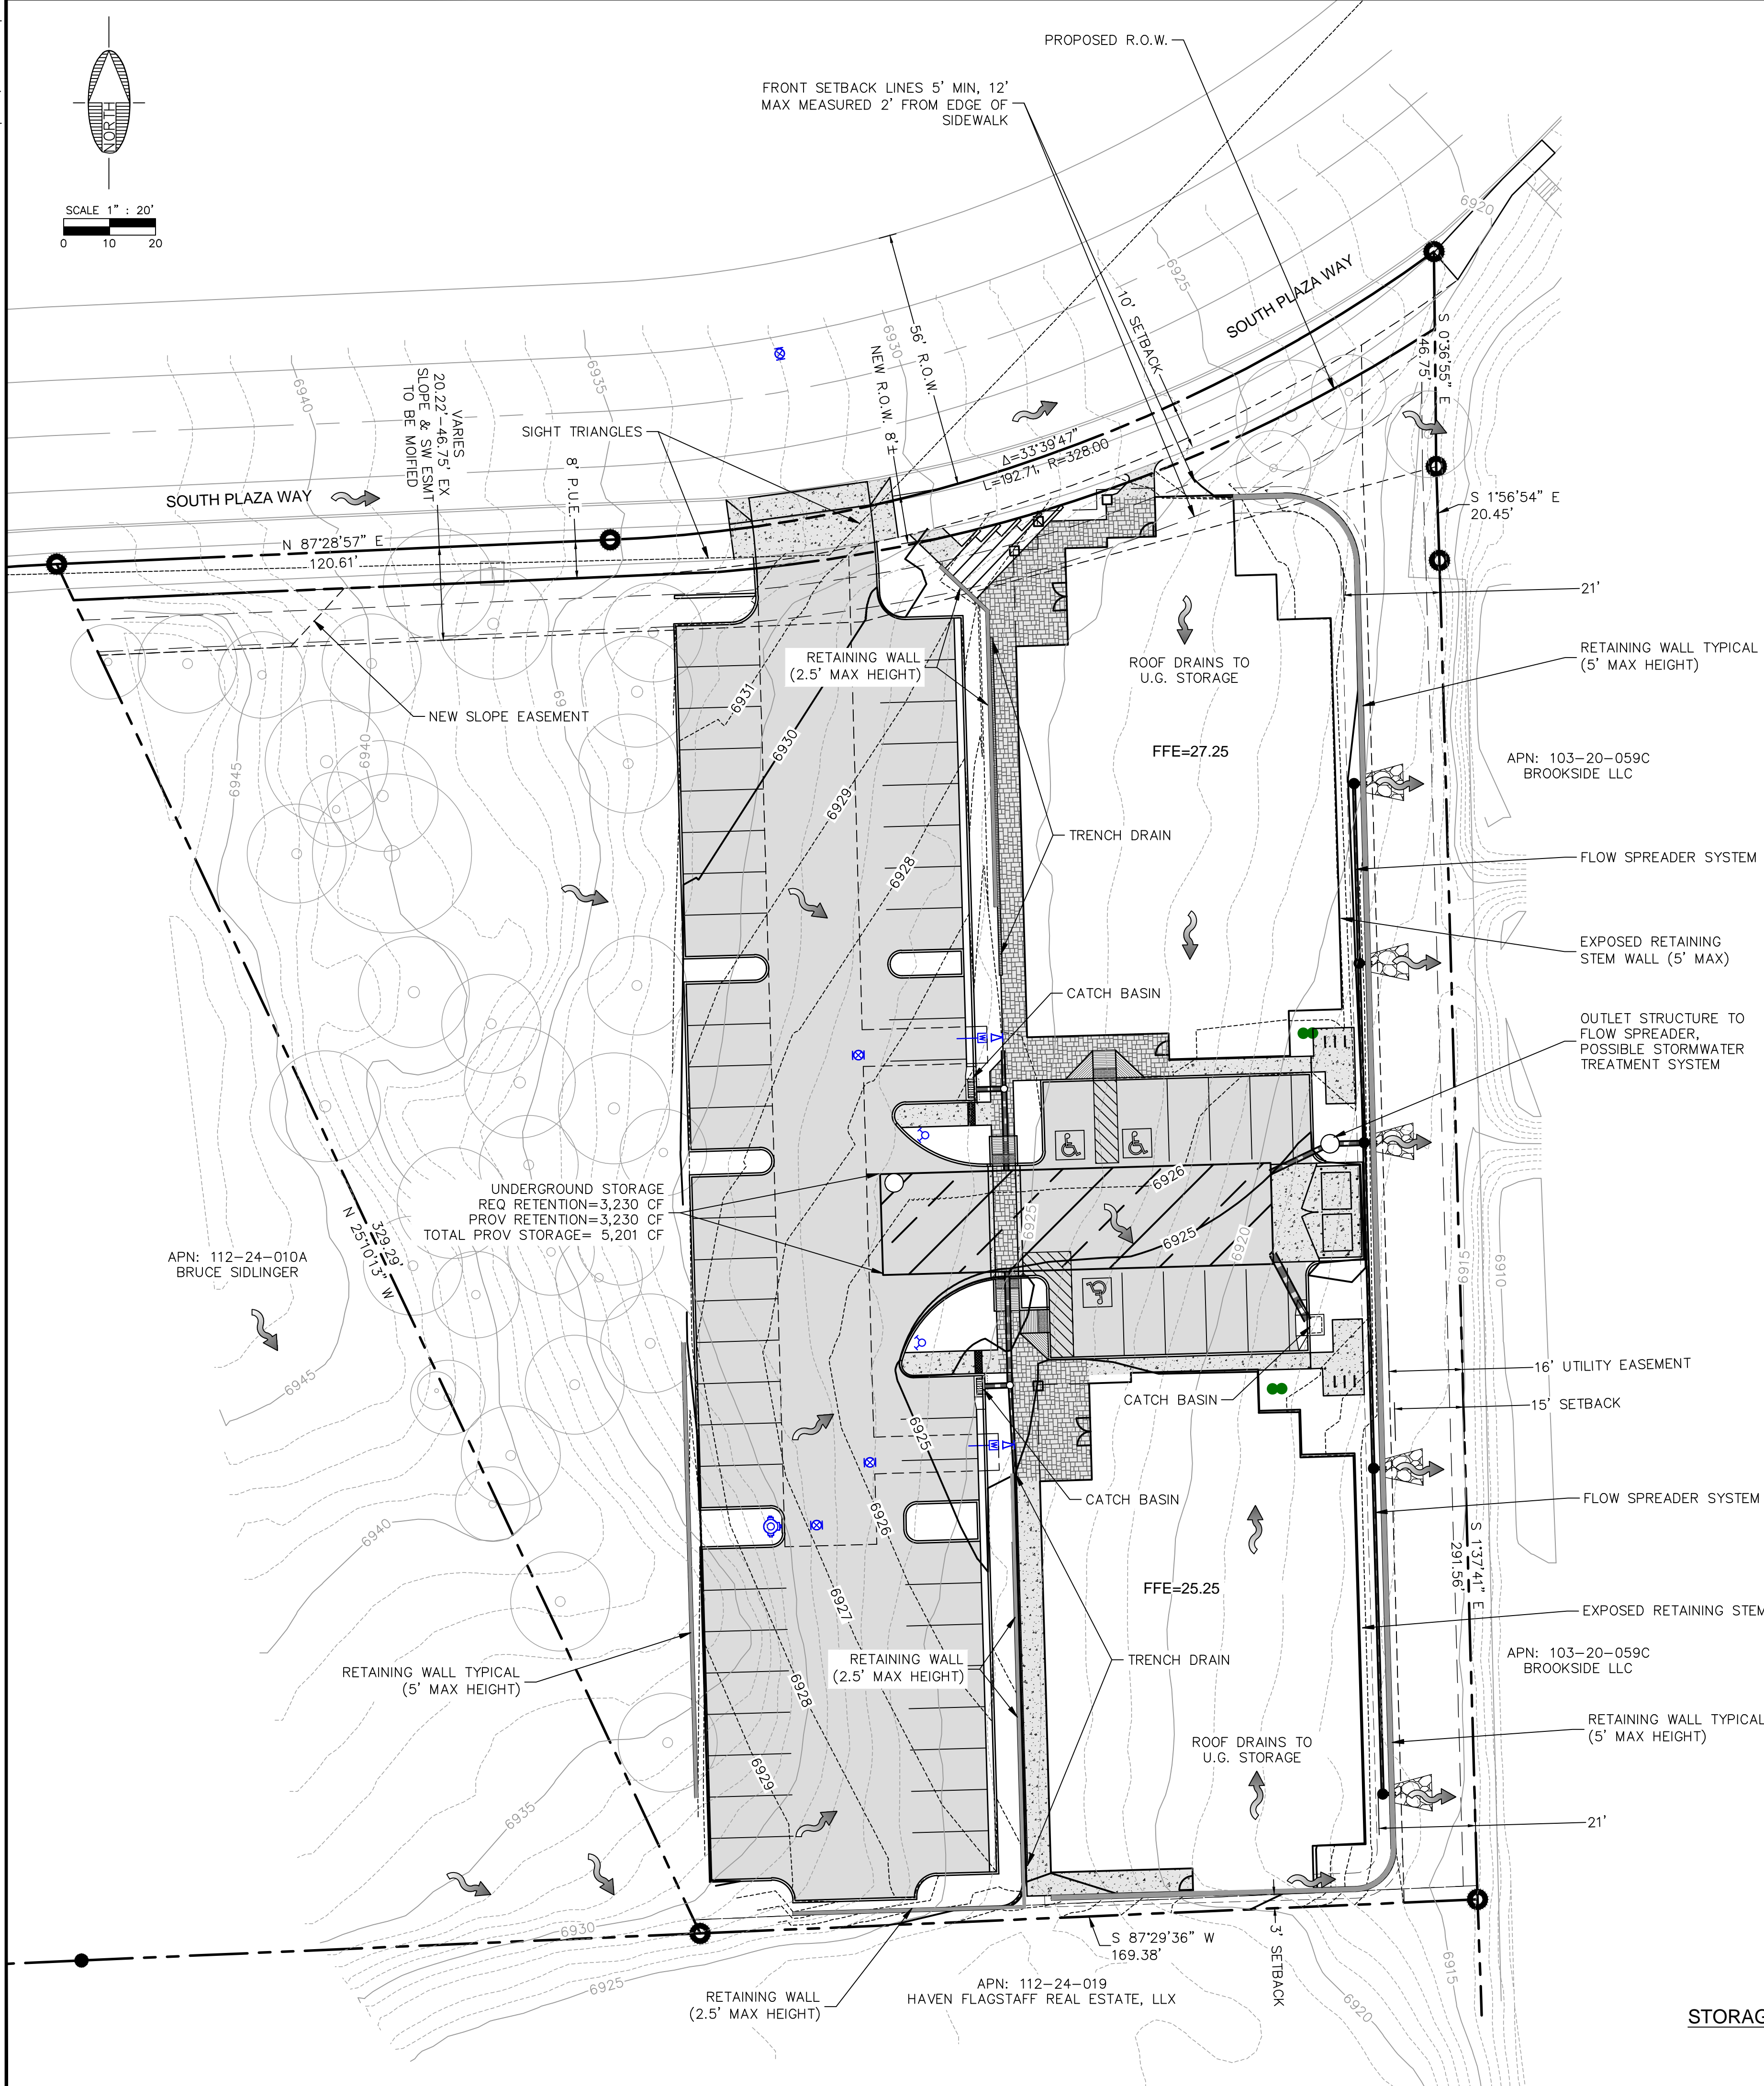 PROPOSED R.O.W.
FRONT SETBACK LINES 5' MIN, 12'
MAX MEASURED 2' FROM EDGE OF
SIDEWALK
NORTH
SCALE 1" : 20'
0 10 20
6920
6925
SOUTH PLAZA WAY
10' SETBACK
56' R.O.W.
6930
NEW R.O.W. 8'±
S 0°36'55" E
46.75'
6935
6940
VARIES
20.22'-46.75' EX
SLOPE & SW ESMT
TO BE MOIFIED
SIGHT TRIANGLES
8' P.U.E.
Δ=33°39'47"
L=192.71, R=328.00
SOUTH PLAZA WAY
N 87°28'57" E
120.61'
S 1°56'54" E
20.45'
21'
RETAINING WALL TYPICAL
(5' MAX HEIGHT)
RETAINING WALL
(2.5' MAX HEIGHT)
ROOF DRAINS TO
U.G. STORAGE
NEW SLOPE EASEMENT
6931
6930
6929
6928
6940
6945
FFE=27.25
APN: 103-20-059C
BROOKSIDE LLC
TRENCH DRAIN
FLOW SPREADER SYSTEM
EXPOSED RETAINING
STEM WALL (5' MAX)
CATCH BASIN
OUTLET STRUCTURE TO
FLOW SPREADER,
POSSIBLE STORMWATER
TREATMENT SYSTEM
W
UNDERGROUND STORAGE
REQ RETENTION=3,230 CF
PROV RETENTION=3,230 CF
TOTAL PROV STORAGE= 5,201 CF
6926
6925
6925
6920
6915
6910
APN: 112-24-010A
BRUCE SIDLINGER
329.29'
N 25°10'13" W
6945
16' UTILITY EASEMENT
15' SETBACK
CATCH BASIN
6925
W
CATCH BASIN
FLOW SPREADER SYSTEM
6926
6940
S 1°37'41" E
291.56'
FFE=25.25
6927
EXPOSED RETAINING STEM
RETAINING WALL TYPICAL
(5' MAX HEIGHT)
RETAINING WALL
(2.5' MAX HEIGHT)
TRENCH DRAIN
APN: 103-20-059C
BROOKSIDE LLC
6928
RETAINING WALL TYPICAL
(5' MAX HEIGHT)
ROOF DRAINS TO
U.G. STORAGE
6929
6935
21'
6930
S 87°29'36" W
169.38'
3' SETBACK
6925
6915
6920
APN: 112-24-019
HAVEN FLAGSTAFF REAL ESTATE, LLX
RETAINING WALL
(2.5' MAX HEIGHT)
STORAG